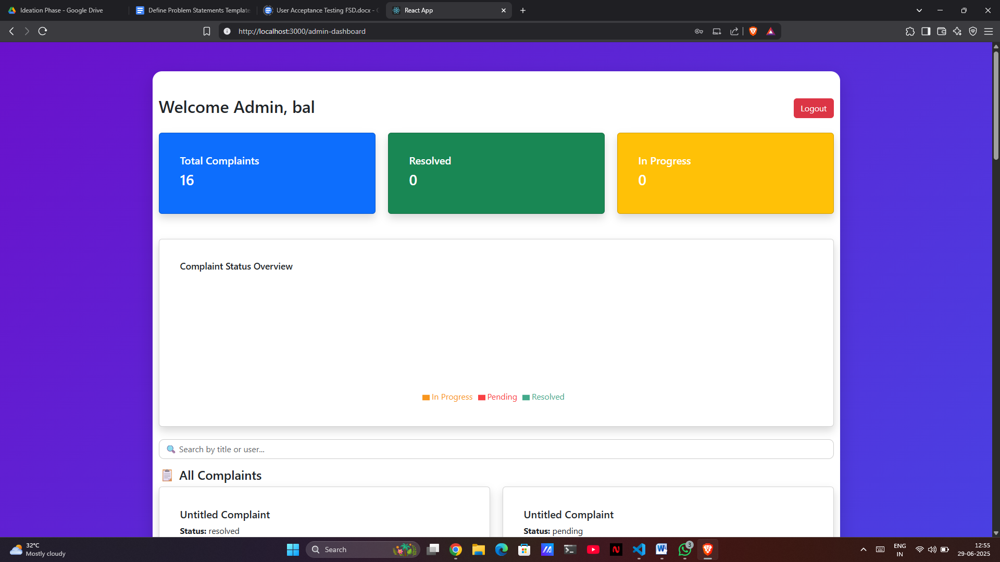 Ideation Phase - Google Drive
Define Problem Statements Template
User Acceptance Testing FSD.docx -
React App
http://localhost:3000/admin-dashboard
Welcome Admin, bal
Logout
Total Complaints
16
Resolved
0
In Progress
0
Complaint Status Overview
In Progress
Pending
Resolved
Search by title or user...
All Complaints
Untitled Complaint
Status: resolved
Untitled Complaint
Status: pending
32°C
Mostly cloudy
Search
3
ENG
IN
12:55
29-06-2025